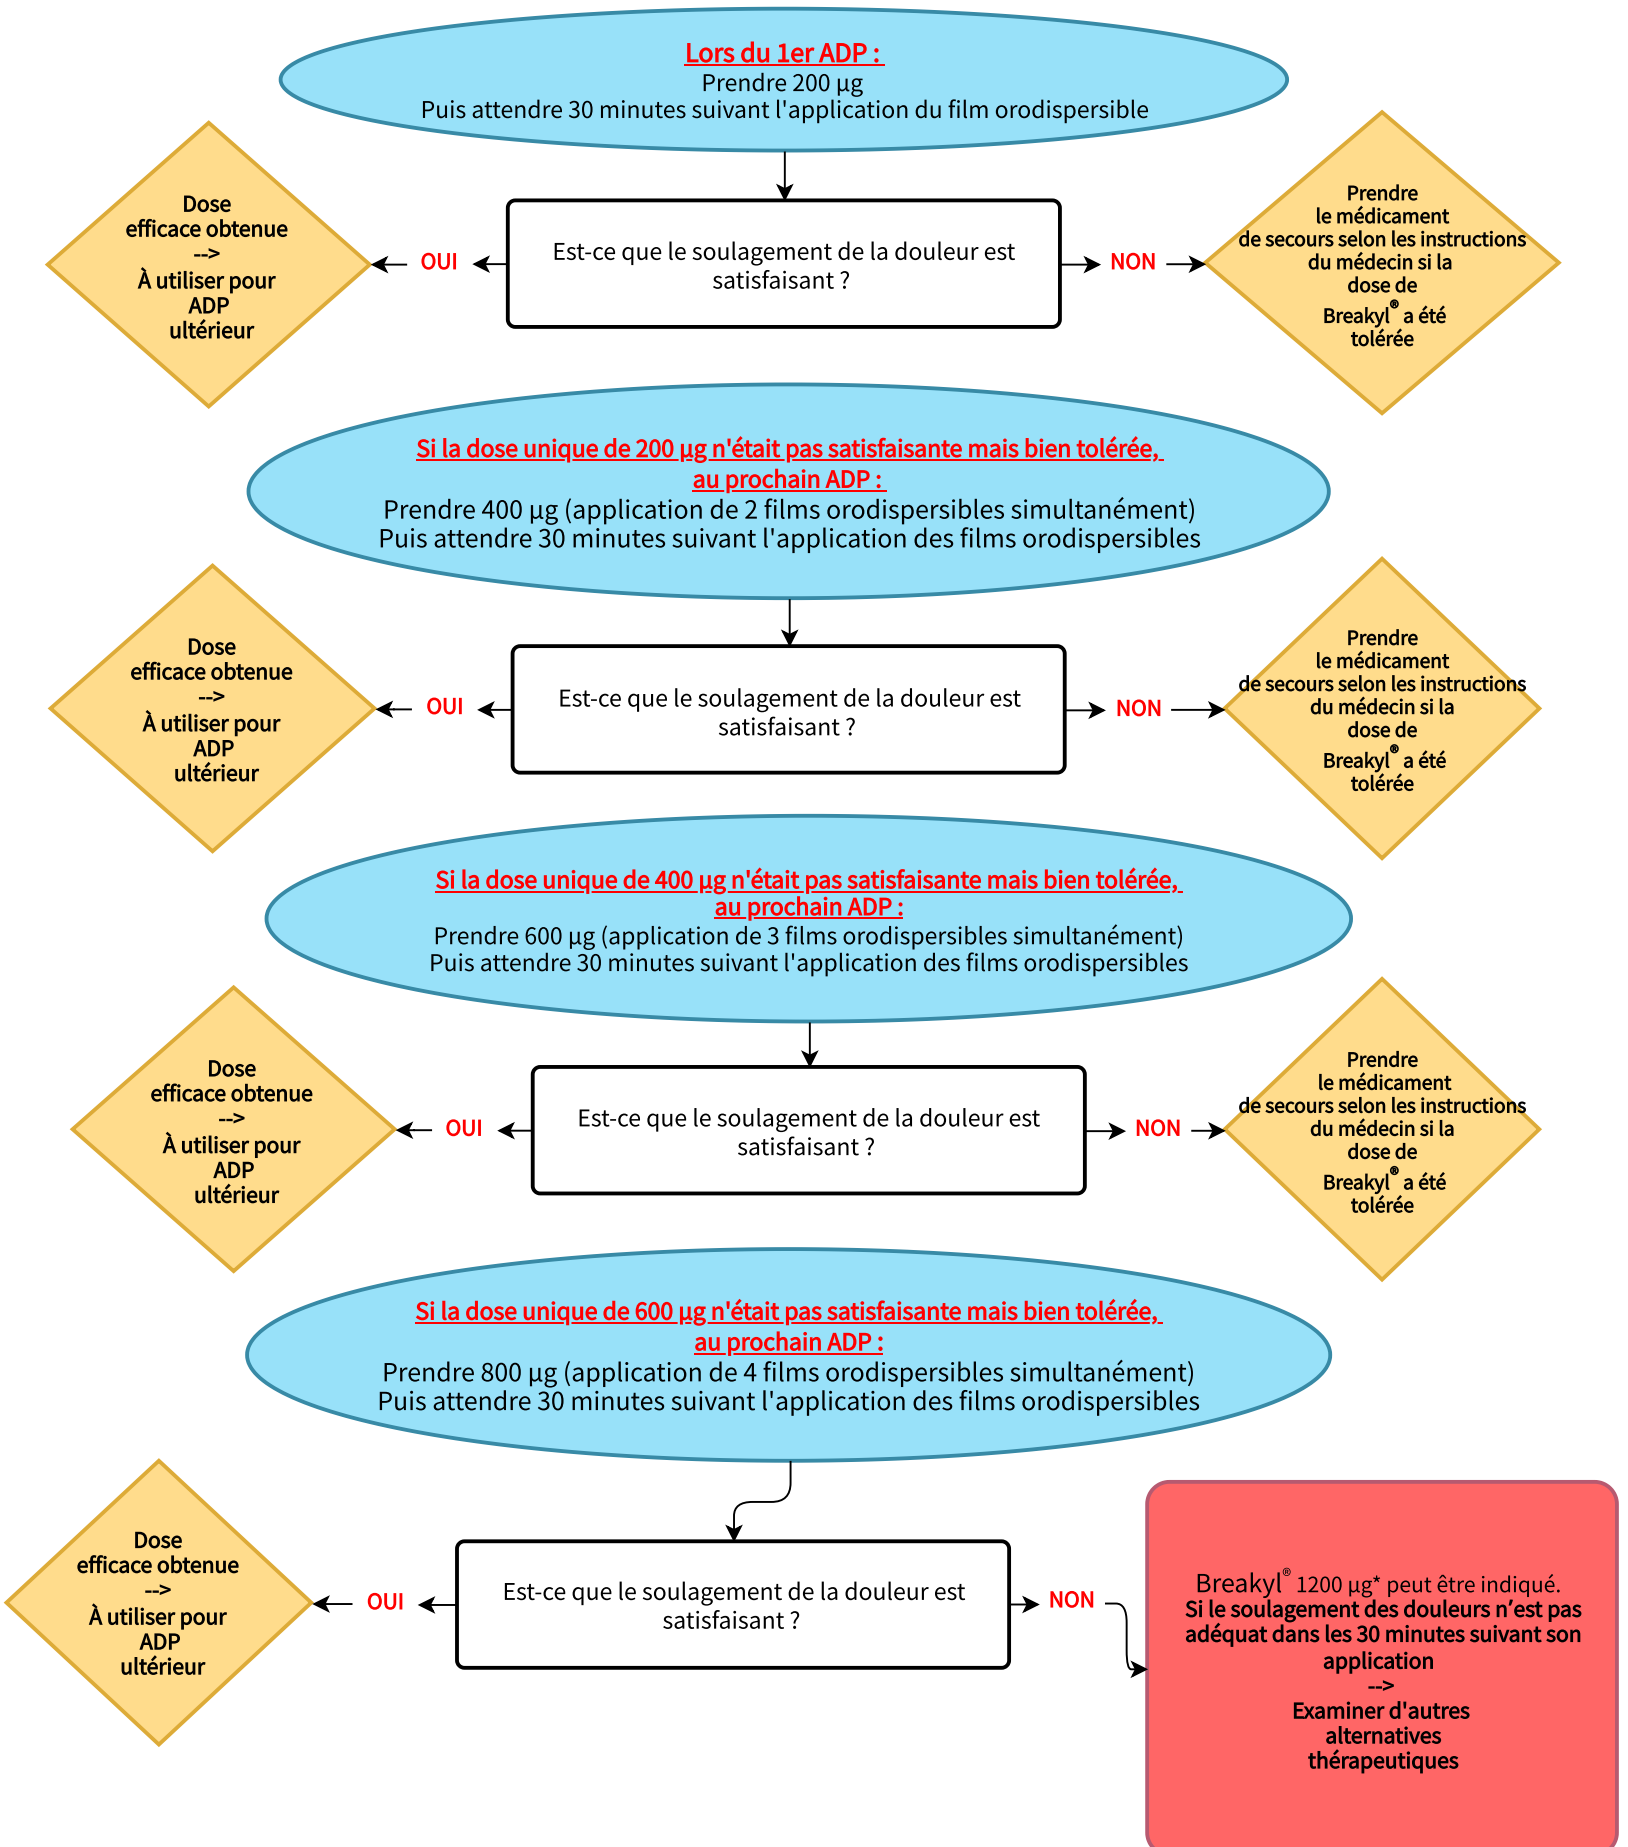 Lors du 1er ADP :
Prendre 200 µg
Puis attendre 30 minutes suivant l'application du film orodispersible
Dose
efficace obtenue
-->
À utiliser pour
ADP
ultérieur
OUI
Est-ce que le soulagement de la douleur est
satisfaisant ?
NON
Prendre
le médicament
de secours selon les instructions
du médecin si la
dose de
Breakyl® a été
tolérée
Si la dose unique de 200 µg n'était pas satisfaisante mais bien tolérée,
au prochain ADP :
Prendre 400 µg (application de 2 films orodispersibles simultanément)
Puis attendre 30 minutes suivant l'application des films orodispersibles
Dose
efficace obtenue
-->
À utiliser pour
ADP
ultérieur
OUI
Est-ce que le soulagement de la douleur est
satisfaisant ?
NON
Prendre
le médicament
de secours selon les instructions
du médecin si la
dose de
Breakyl® a été
tolérée
Si la dose unique de 400 µg n'était pas satisfaisante mais bien tolérée,
au prochain ADP :
Prendre 600 µg (application de 3 films orodispersibles simultanément)
Puis attendre 30 minutes suivant l'application des films orodispersibles
Dose
efficace obtenue
-->
À utiliser pour
ADP
ultérieur
OUI
Est-ce que le soulagement de la douleur est
satisfaisant ?
NON
Prendre
le médicament
de secours selon les instructions
du médecin si la
dose de
Breakyl® a été
tolérée
Si la dose unique de 600 µg n'était pas satisfaisante mais bien tolérée,
au prochain ADP :
Prendre 800 µg (application de 4 films orodispersibles simultanément)
Puis attendre 30 minutes suivant l'application des films orodispersibles
Dose
efficace obtenue
-->
À utiliser pour
ADP
ultérieur
OUI
Est-ce que le soulagement de la douleur est
satisfaisant ?
NON
Breakyl® 1200 µg* peut être indiqué.
Si le soulagement des douleurs n’est pas
adéquat dans les 30 minutes suivant son
application
-->
Examiner d'autres
alternatives
thérapeutiques